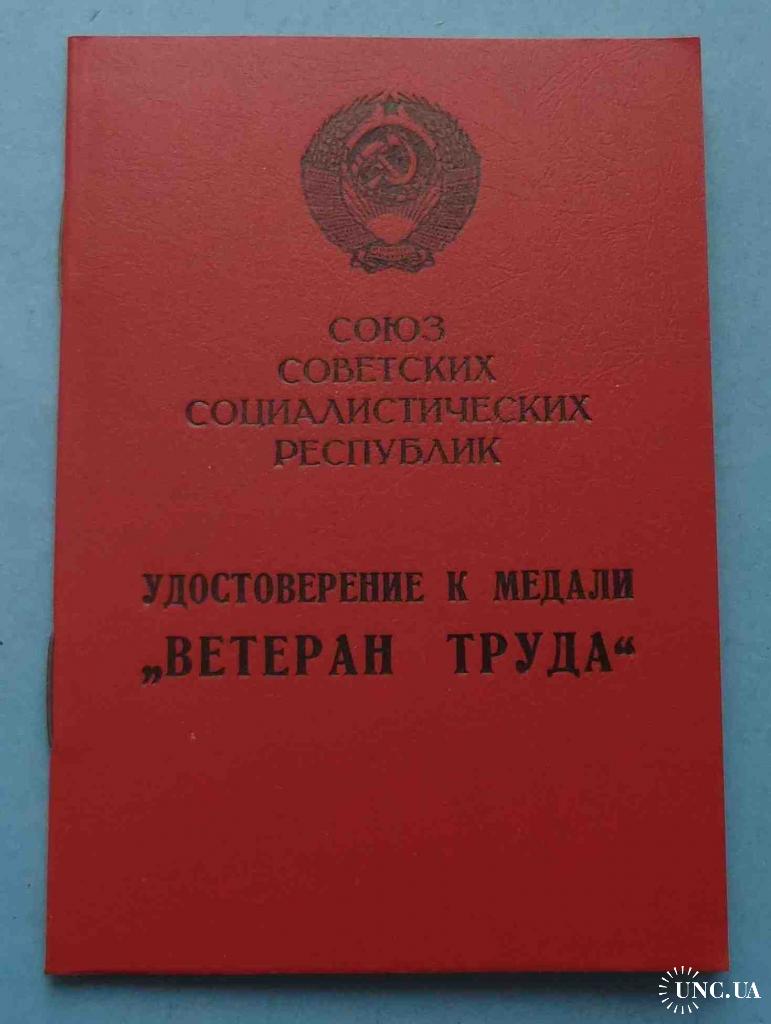 СОЮЗ
СОВЕТСКИХ
СОЦИАЛИСТИЧЕСКИХ
РЕСПУБЛИК
УДОСТОВЕРЕНИЕ К МЕДАЛИ
„ВЕТЕРАН ТРУДА“
UNC.UA